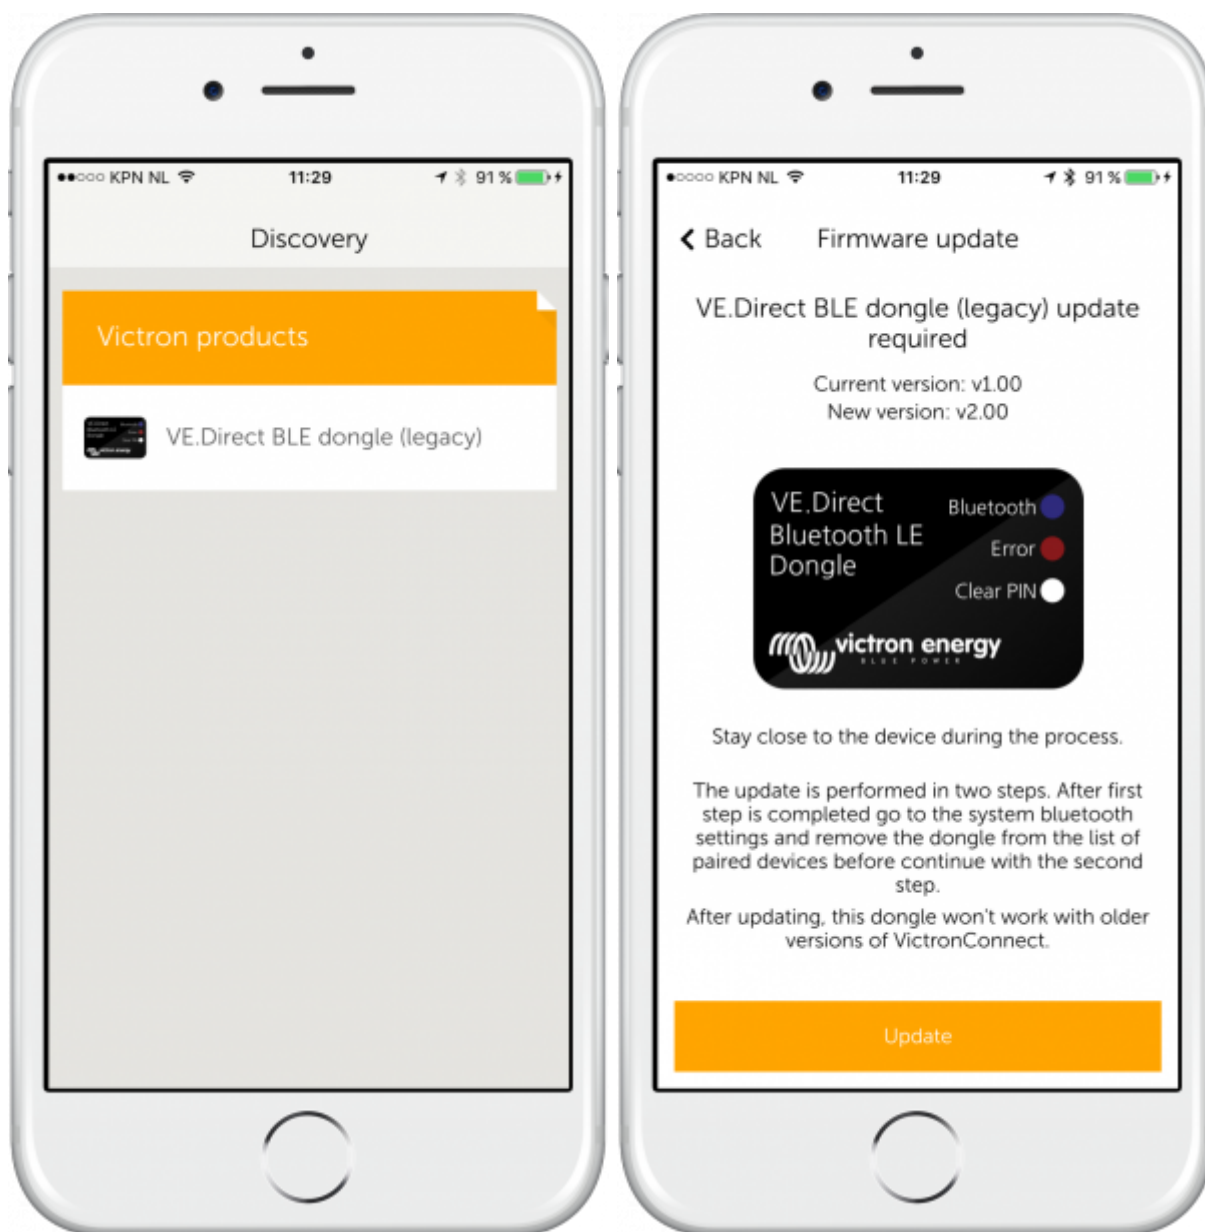 KPN NL 11:29 91 %
Discovery
Victron products
VE.Direct BLE dongle (legacy)
KPN NL 11:29 91 %
Back Firmware update
VE.Direct BLE dongle (legacy) update
required
Current version: v1.00
New version: v2.00
VE.Direct
Bluetooth LE
Dongle
Bluetooth
Error
Clear PIN
victron energy
BLUE POWER
Stay close to the device during the process.
The update is performed in two steps. After first
step is completed go to the system bluetooth
settings and remove the dongle from the list of
paired devices before continue with the second
step.
After updating, this dongle won't work with older
versions of VictronConnect.
Update